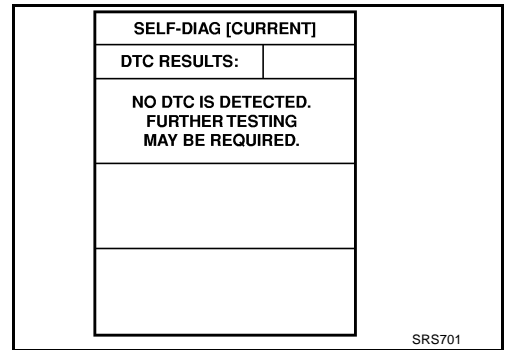 SELF-DIAG [CURRENT]
DTC RESULTS:
NO DTC IS DETECTED.
FURTHER TESTING
MAY BE REQUIRED.
SRS701